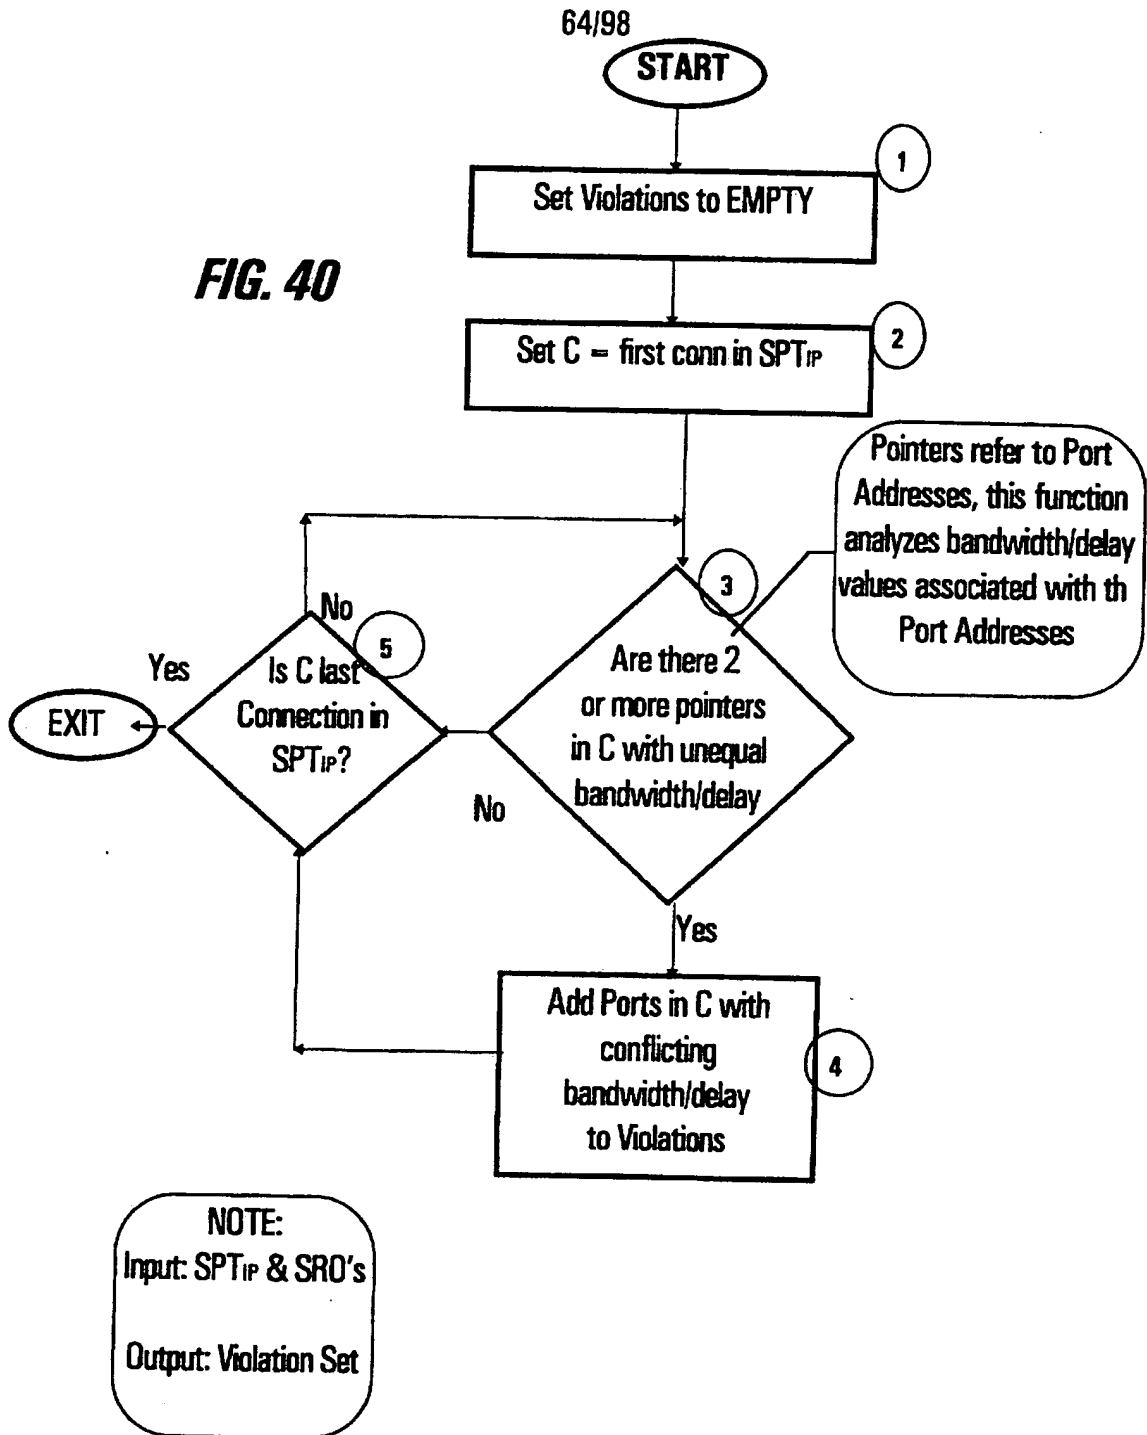 64/98
START
1
Set Violations to EMPTY
FIG. 40
2
Set C = first conn in SPTIP
Pointers refer to Port
Addresses, this function
analyzes bandwidth/delay
values associated with th
Port Addresses
3
Are there 2
or more pointers
in C with unequal
bandwidth/delay
No
5
Yes
Is C last
Connection in
SPTIP?
EXIT
No
Yes
Add Ports in C with
conflicting
bandwidth/delay
to Violations
4
NOTE:
Input: SPTIP & SRO's
Output: Violation Set